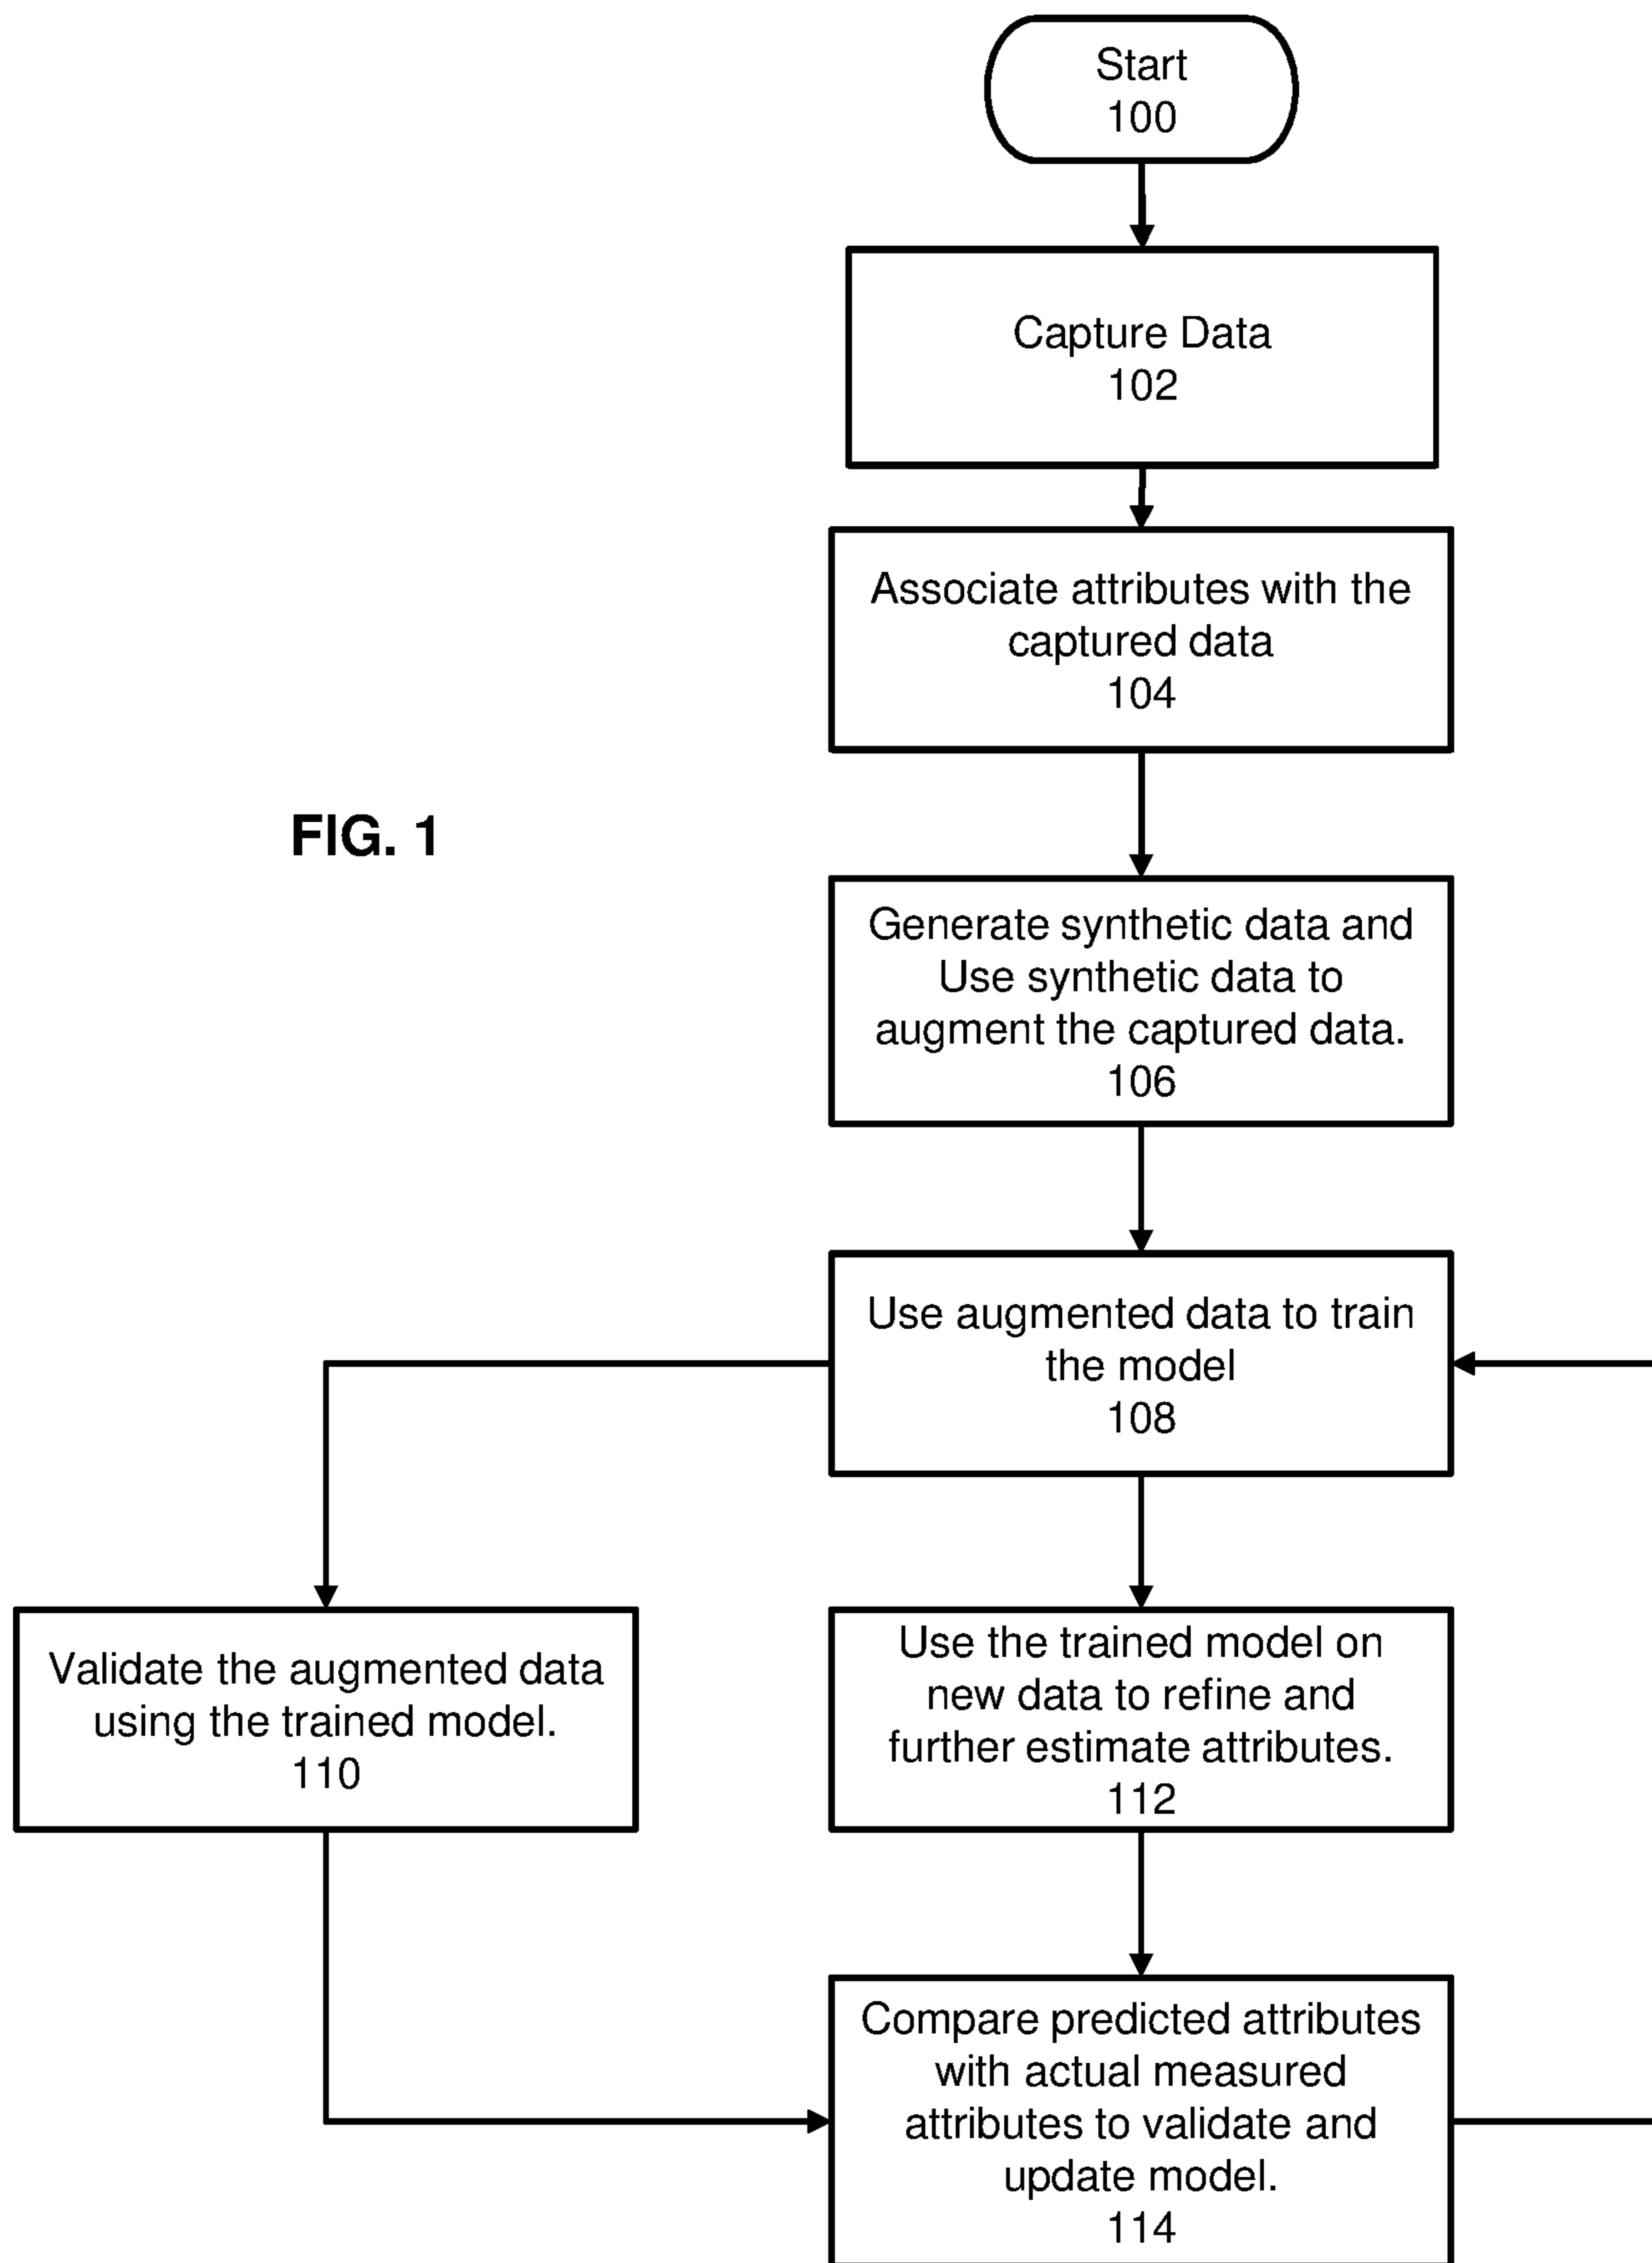 Start
100
Capture Data
102
Associate attributes with the
captured data
104
FIG. 1
Generate synthetic data and
Use synthetic data to
augment the captured data.
106
Use augmented data to train
the model
108
Validate the augmented data
using the trained model.
110
Use the trained model on
new data to refine and
further estimate attributes.
112
Compare predicted attributes
with actual measured
attributes to validate and
update model.
114